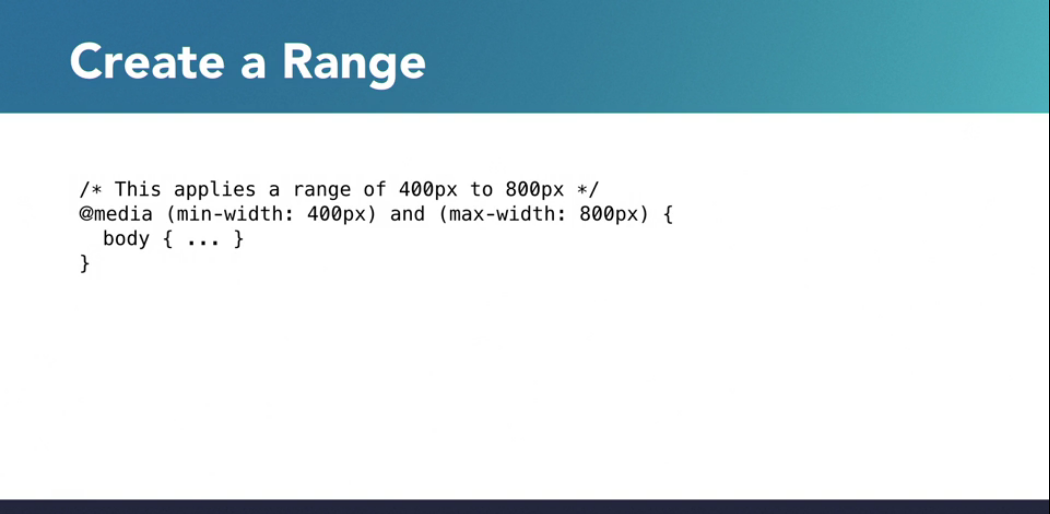 Create a Range
/* This applies a range of 400px to 800px */
@media (min-width: 400px) and (max-width: 800px) {
  body { ... }
}